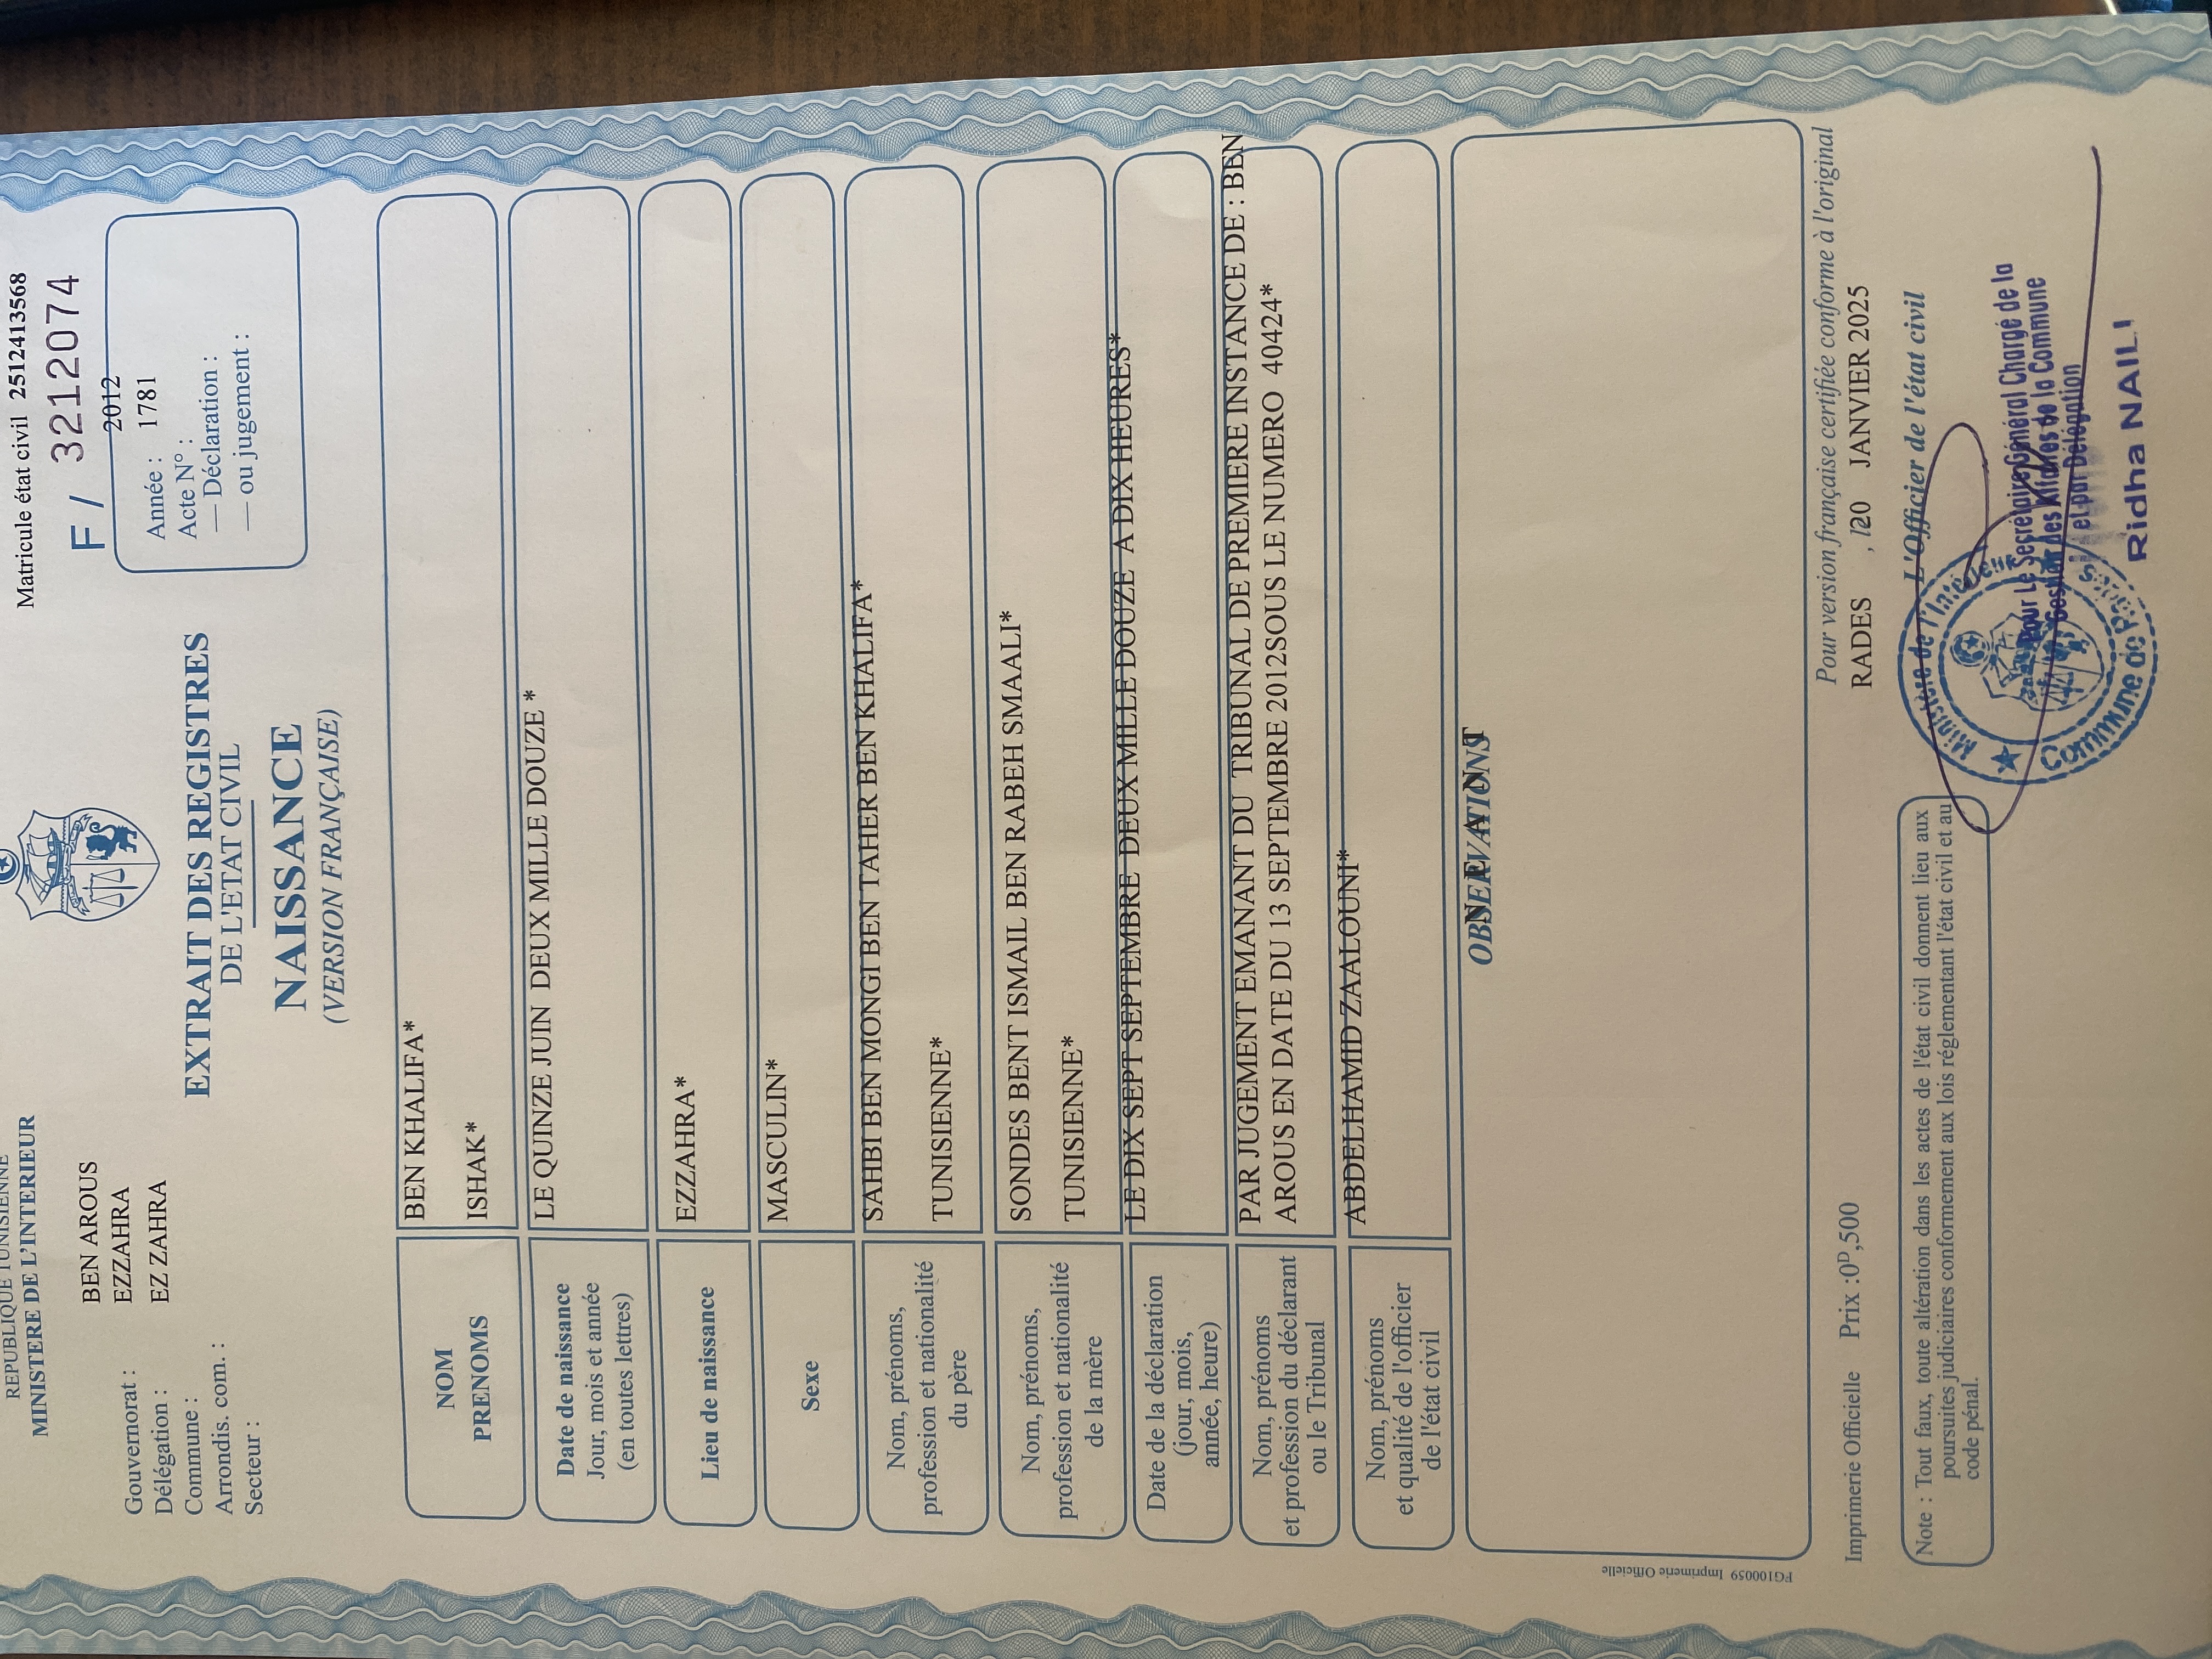 REPUBLIQUE TUNISIENNE
MINISTERE DE L'INTERIEUR
Matricule état civil 2512413568
F / 3212074
Gouvernorat : BEN AROUS
Délégation : EZZAHRA
Commune : EZ ZAHRA
Arrondis. com. :
Secteur :
2012
Année : 1781
Acte N° :
— Déclaration :
— ou jugement :
EXTRAIT DES REGISTRES
DE L'ETAT CIVIL
NAISSANCE
(VERSION FRANÇAISE)
NOM
PRENOMS
BEN KHALIFA*
ISHAK*
Date de naissance
Jour, mois et année
(en toutes lettres)
LE QUINZE JUIN DEUX MILLE DOUZE *
Lieu de naissance
EZZAHRA*
Sexe
MASCULIN*
Nom, prénoms,
profession et nationalité
du père
SAHBI BEN MONGI BEN TAHER BEN KHALIFA*
TUNISIENNE*
Nom, prénoms,
profession et nationalité
de la mère
SONDES BENT ISMAIL BEN RABEH SMAALI*
TUNISIENNE*
Date de la déclaration
(jour, mois,
année, heure)
LE DIX SEPT SEPTEMBRE DEUX MILLE DOUZE A DIX HEURES*
Nom, prénoms
et profession du déclarant
ou le Tribunal
PAR JUGEMENT EMANANT DU TRIBUNAL DE PREMIERE INSTANCE DE : BEN
AROUS EN DATE DU 13 SEPTEMBRE 2012SOUS LE NUMERO 40424*
Nom, prénoms
et qualité de l'officier
de l'état civil
ABDELHAMID ZAALOUNI*
OBSERVATIONS
N E A N T
PG100059 Imprimerie Officielle
Imprimerie Officielle Prix :0D,500
Pour version française certifiée conforme à l'original
RADES , l20 JANVIER 2025
L'Officier de l'état civil
Note : Tout faux, toute altération dans les actes de l'état civil donnent lieu aux
poursuites judiciaires conformement aux lois réglementant l'état civil et au
code pénal.
Ministère de l'Intérieur
Commune de Radès
Pour Le Secrétaire Général Chargé de la
Gestion des Affaires de la Commune
et par Délégation
Ridha NAILI